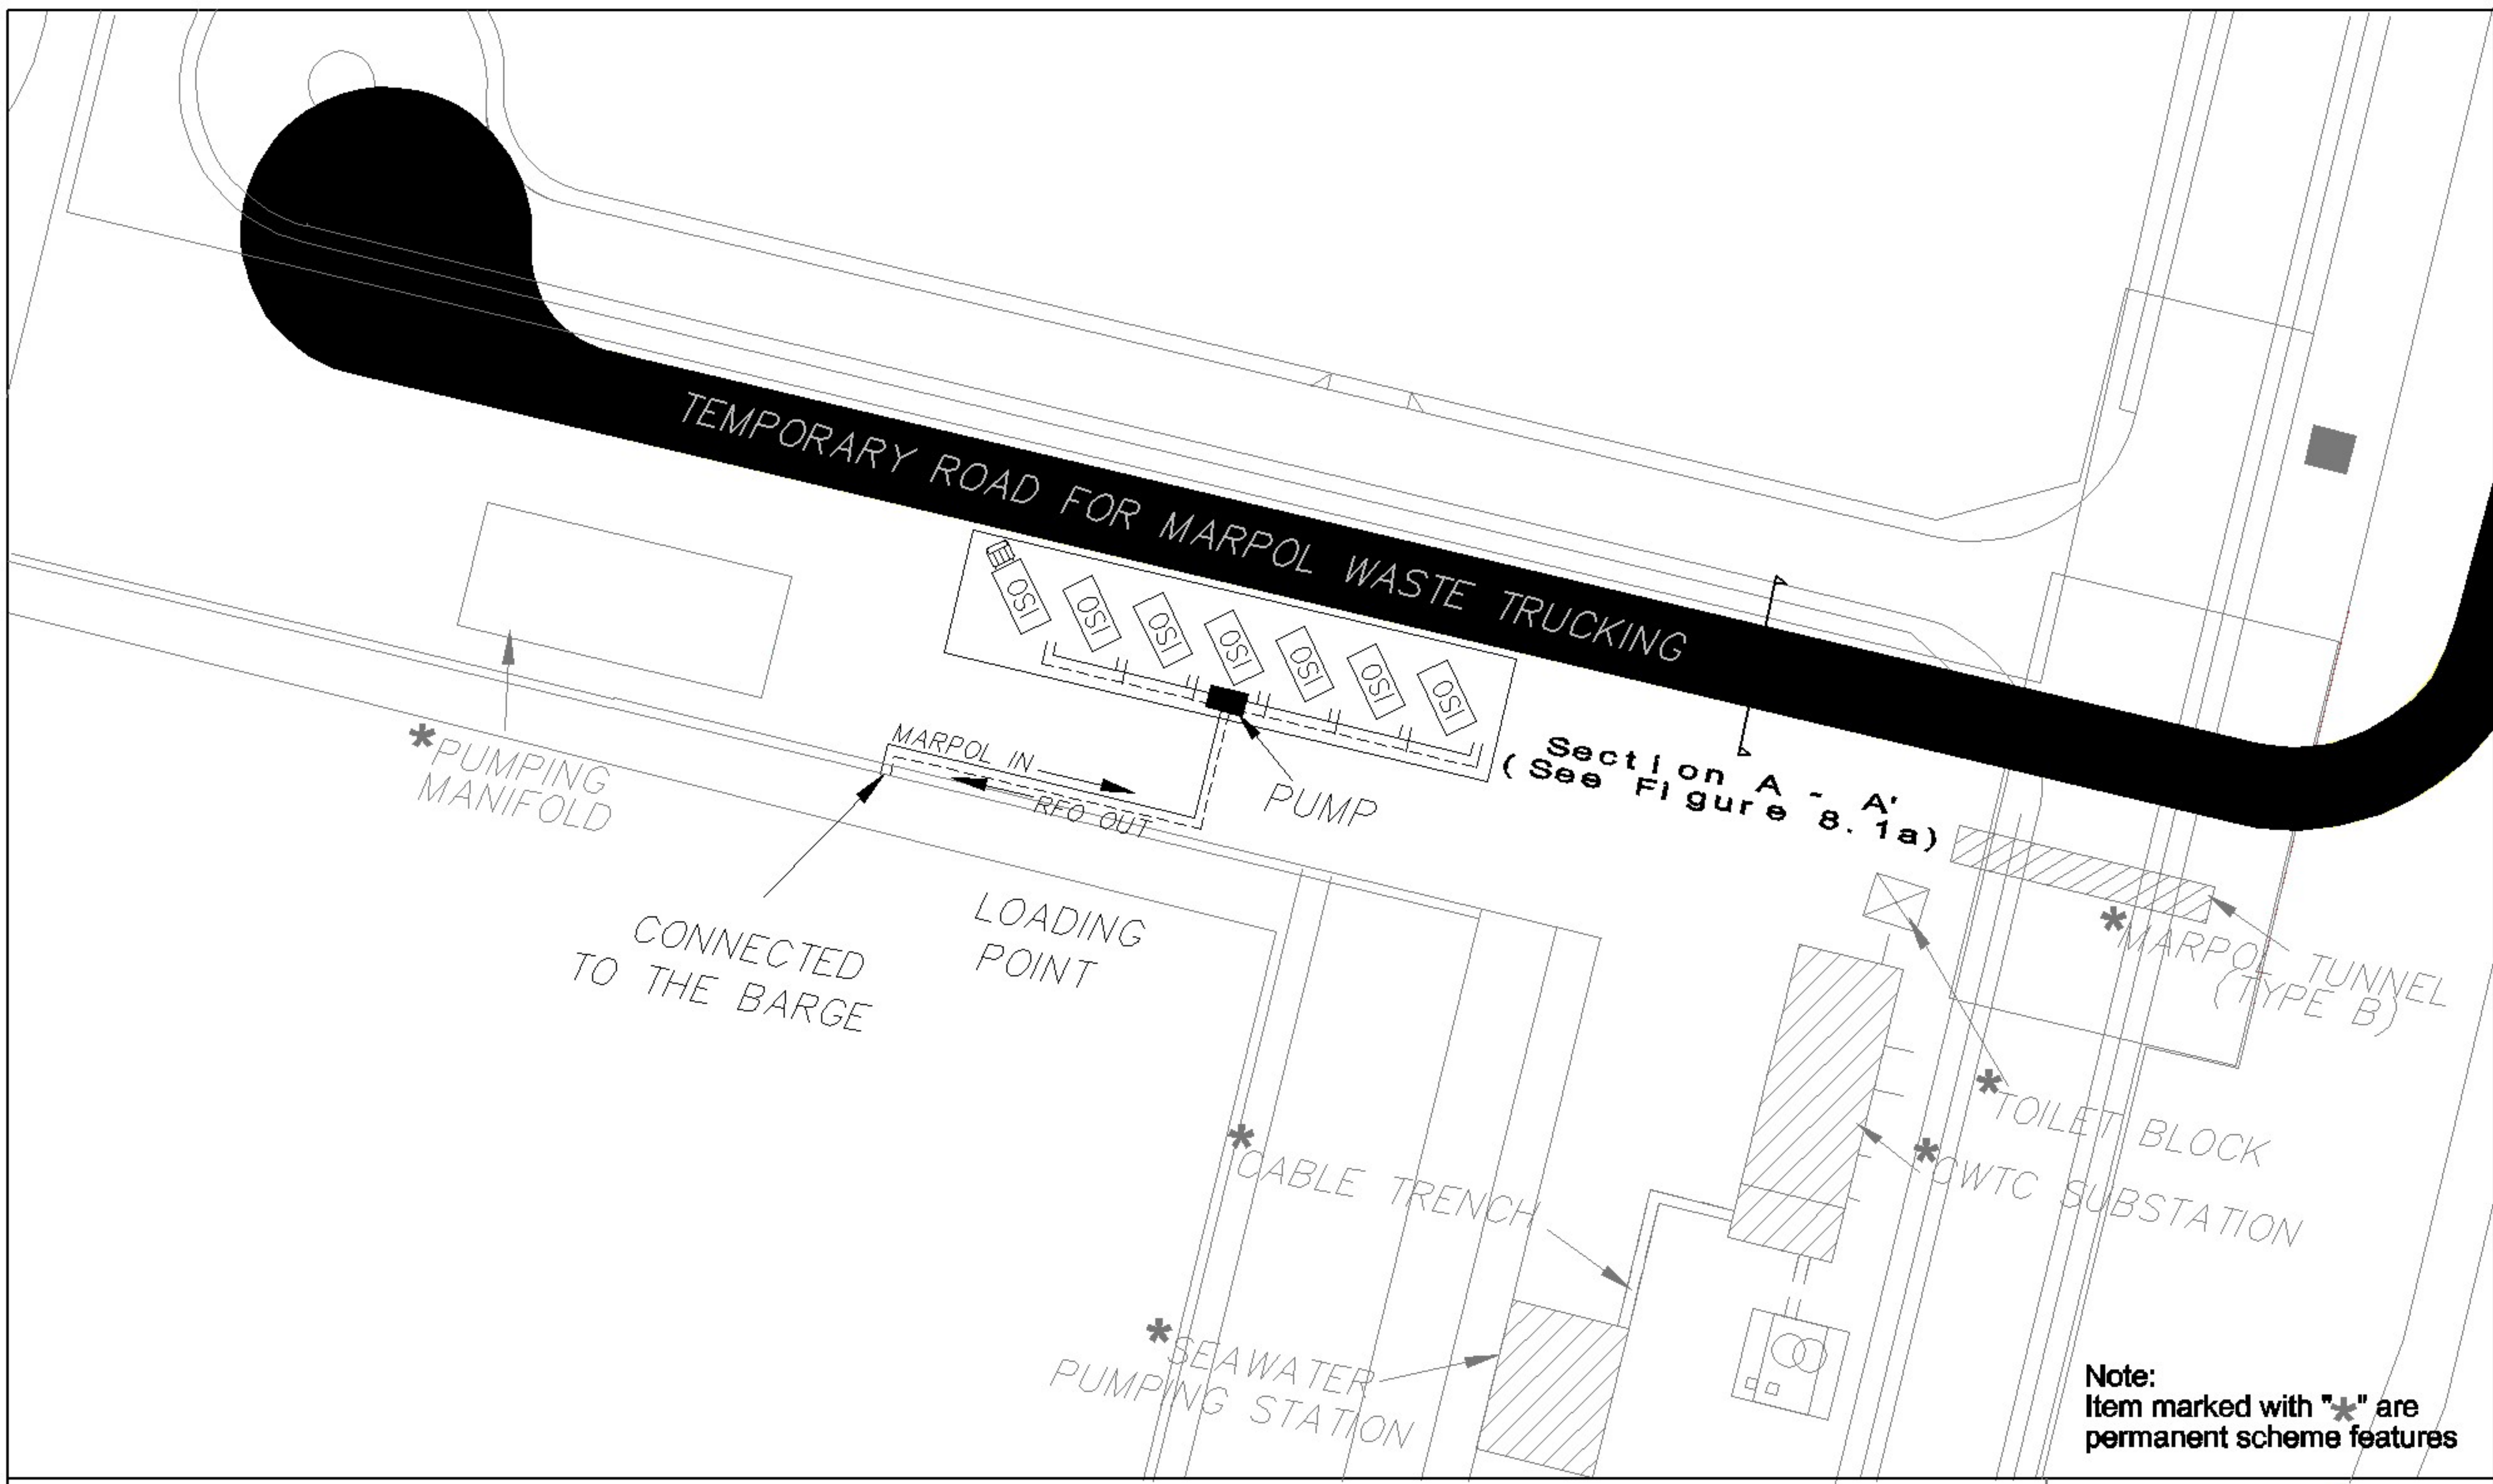 TEMPORARY ROAD FOR MARPOL WASTE TRUCKING
ISO
ISO
ISO
ISO
ISO
ISO
ISO
MARPOL IN
RFO OUT
PUMP
Section A - A'
(See Figure 8.1a)
*PUMPING
MANIFOLD
CONNECTED
TO THE BARGE
LOADING
POINT
*MARPOL TUNNEL
(TYPE B)
*TOILET BLOCK
*CWTC SUBSTATION
*CABLE TRENCH
*SEAWATER
PUMPING STATION
Note:
Item marked with "*" are
permanent scheme features